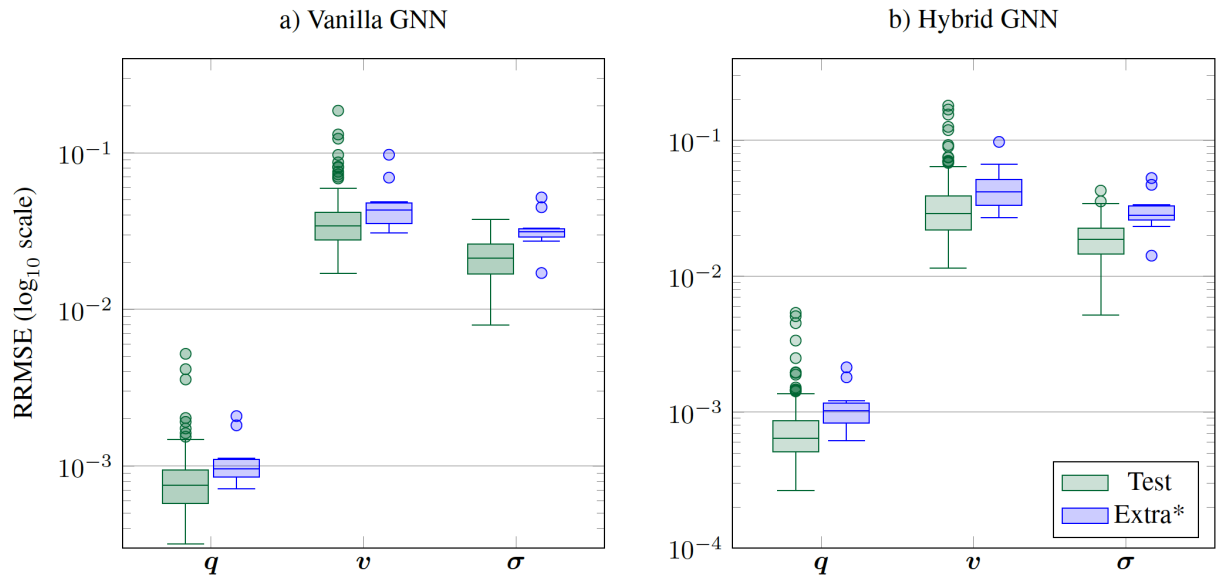 a) Vanilla GNN
b) Hybrid GNN
RRMSE (log₁₀ scale)
10⁻¹
10⁻²
10⁻³
q
v
σ
10⁻¹
10⁻²
10⁻³
10⁻⁴
q
v
σ
Test
Extra*